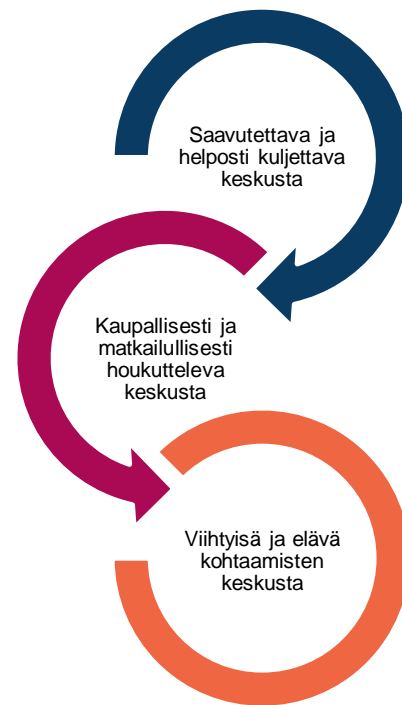 Saavutettava ja
helposti kuljettava
keskusta
Kaupallisesti ja
matkailullisesti
houkutteleva
keskusta
Viihtyisä ja elävä
kohtaamisten
keskusta